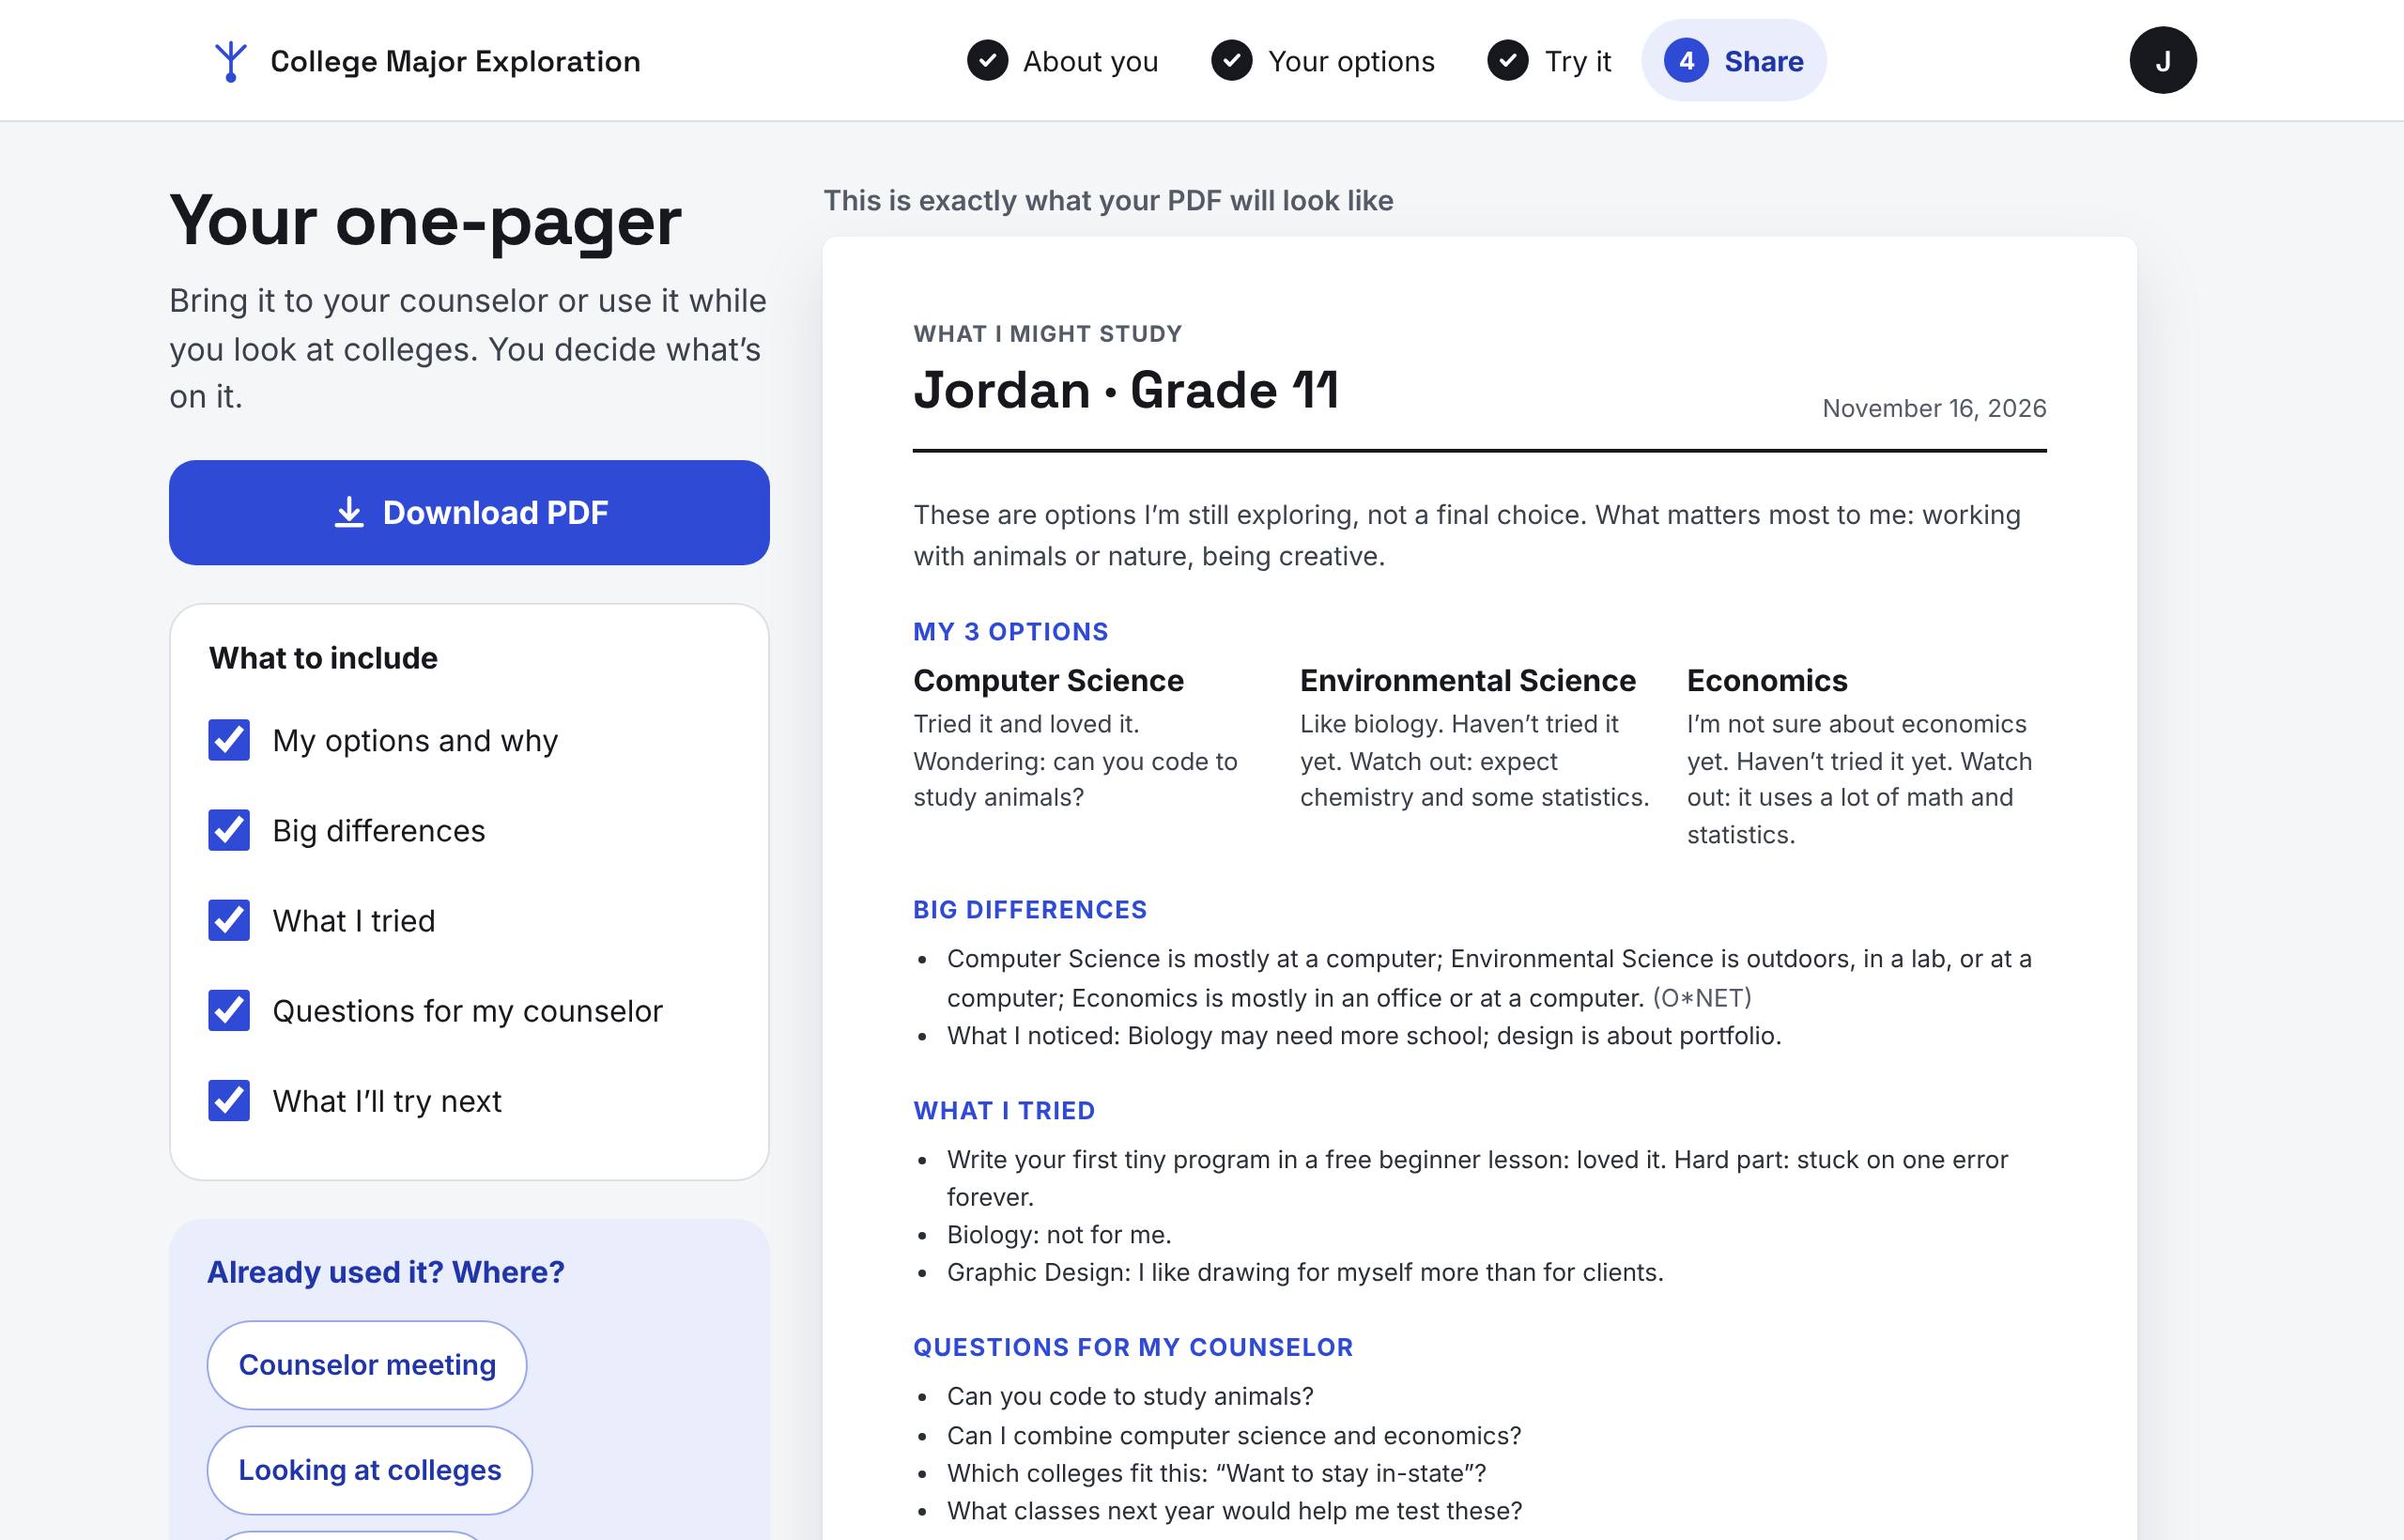 College Major Exploration
About you
Your options
Try it
4 Share
J
Your one-pager
Bring it to your counselor or use it while
you look at colleges. You decide what’s
on it.
Download PDF
What to include
My options and why
Big differences
What I tried
Questions for my counselor
What I’ll try next
Already used it? Where?
Counselor meeting
Looking at colleges
This is exactly what your PDF will look like
WHAT I MIGHT STUDY
Jordan · Grade 11
November 16, 2026
These are options I’m still exploring, not a final choice. What matters most to me: working
with animals or nature, being creative.
MY 3 OPTIONS
Computer Science
Tried it and loved it.
Wondering: can you code to
study animals?
Environmental Science
Like biology. Haven’t tried it
yet. Watch out: expect
chemistry and some statistics.
Economics
I’m not sure about economics
yet. Haven’t tried it yet. Watch
out: it uses a lot of math and
statistics.
BIG DIFFERENCES
• Computer Science is mostly at a computer; Environmental Science is outdoors, in a lab, or at a
computer; Economics is mostly in an office or at a computer. (O*NET)
• What I noticed: Biology may need more school; design is about portfolio.
WHAT I TRIED
• Write your first tiny program in a free beginner lesson: loved it. Hard part: stuck on one error
forever.
• Biology: not for me.
• Graphic Design: I like drawing for myself more than for clients.
QUESTIONS FOR MY COUNSELOR
• Can you code to study animals?
• Can I combine computer science and economics?
• Which colleges fit this: “Want to stay in-state”?
• What classes next year would help me test these?